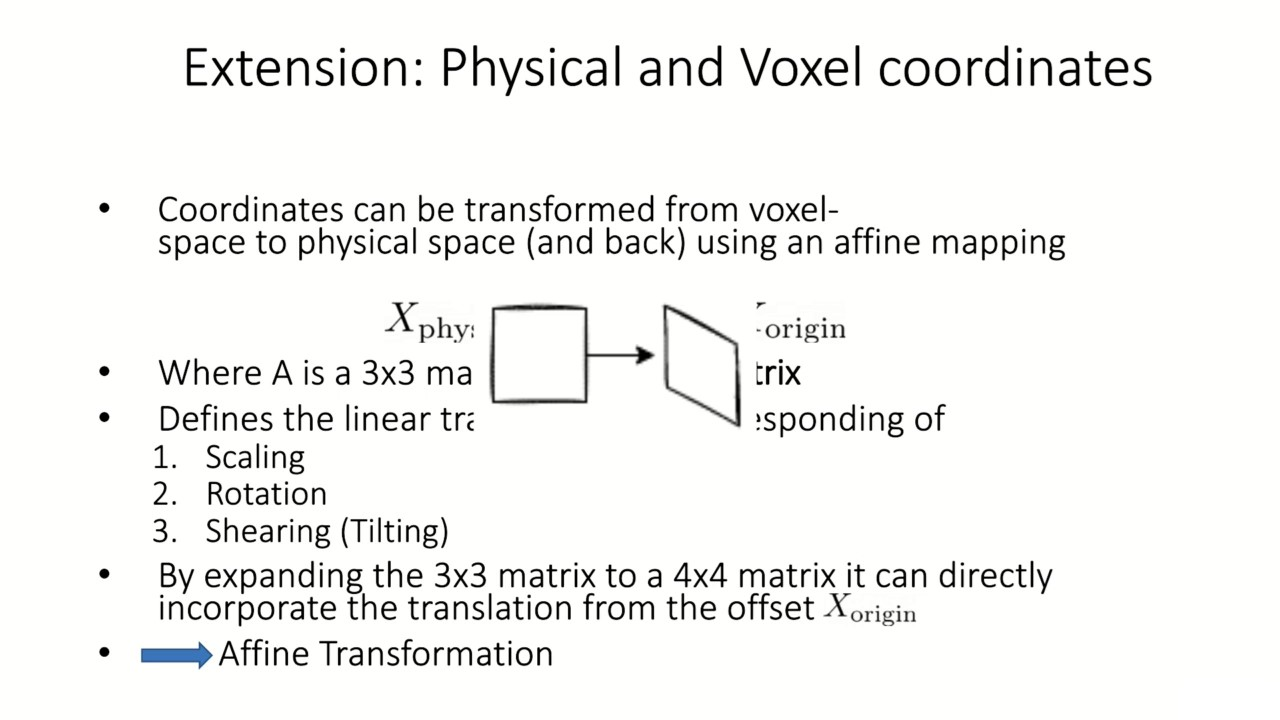 Extension: Physical and Voxel coordinates
• Coordinates can be transformed from voxel-
space to physical space (and back) using an affine mapping
X phys origin
• Where A is a 3x3 ma trix
• Defines the linear tra sponding of
1. Scaling
2. Rotation
3. Shearing (Tilting)
• By expanding the 3x3 matrix to a 4x4 matrix it can directly
incorporate the translation from the offset X origin
• Affine Transformation